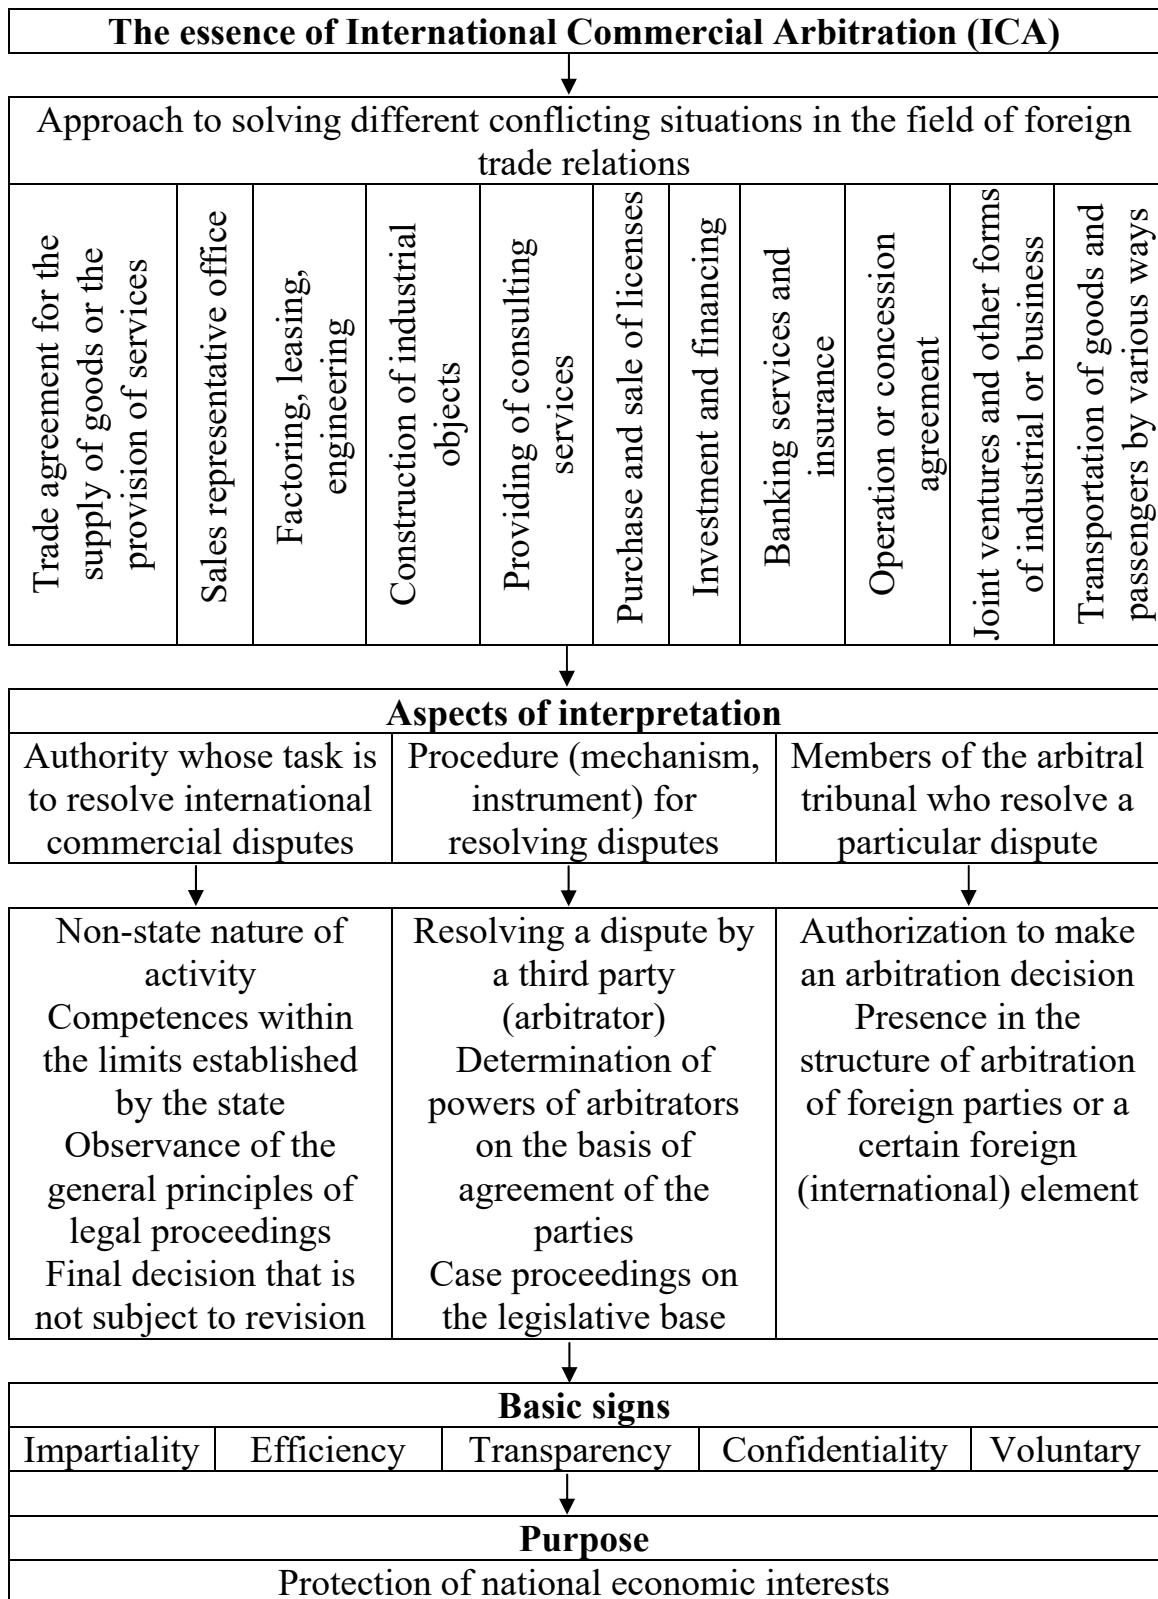 The essence of International Commercial Arbitration (ICA)
Approach to solving different conflicting situations in the field of foreign
trade relations
Trade agreement for the
supply of goods or the
provision of services
Sales representative office
Factoring, leasing,
engineering
Construction of industrial
objects
Providing of consulting
services
Purchase and sale of licenses
Investment and financing
Banking services and
insurance
Operation or concession
agreement
Joint ventures and other forms
of industrial or business
Transportation of goods and
passengers by various ways
Aspects of interpretation
Authority whose task is
to resolve international
commercial disputes
Procedure (mechanism,
instrument) for
resolving disputes
Members of the arbitral
tribunal who resolve a
particular dispute
Non-state nature of
activity
Competences within
the limits established
by the state
Observance of the
general principles of
legal proceedings
Final decision that is
not subject to revision
Resolving a dispute by
a third party
(arbitrator)
Determination of
powers of arbitrators
on the basis of
agreement of the
parties
Case proceedings on
the legislative base
Authorization to make
an arbitration decision
Presence in the
structure of arbitration
of foreign parties or a
certain foreign
(international) element
Basic signs
Impartiality
Efficiency
Transparency
Confidentiality
Voluntary
Purpose
Protection of national economic interests